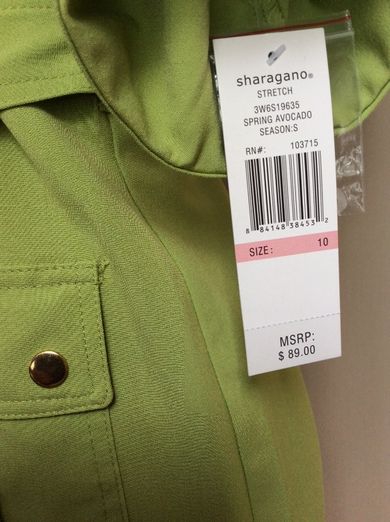 sharagano®
STRETCH
3W6S19635
SPRING AVOCADO
SEASON:S
RN#: 103715
8 84148 38453 2
SIZE: 10
MSRP:
$ 89.00